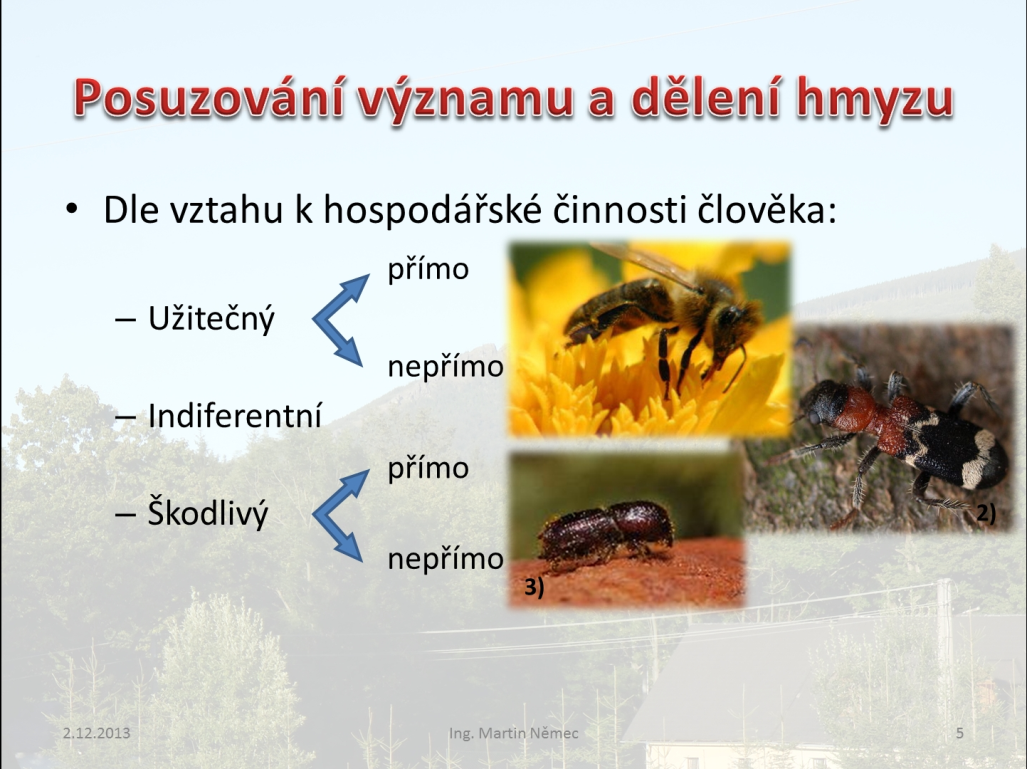 Posuzování významu a dělení hmyzu
• Dle vztahu k hospodářské činnosti člověka:
přímo
– Užitečný
nepřímo
– Indiferentní
přímo
– Škodlivý
nepřímo
2)
3)
2.12.2013 Ing. Martin Němec 5